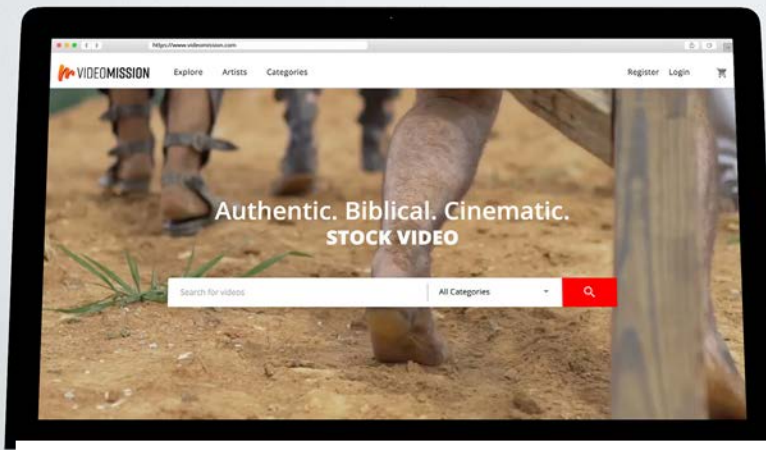 https://www.videomission.com
VIDEOMISSION
Explore
Artists
Categories
Register
Login
Authentic. Biblical. Cinematic.
STOCK VIDEO
Search for videos
All Categories